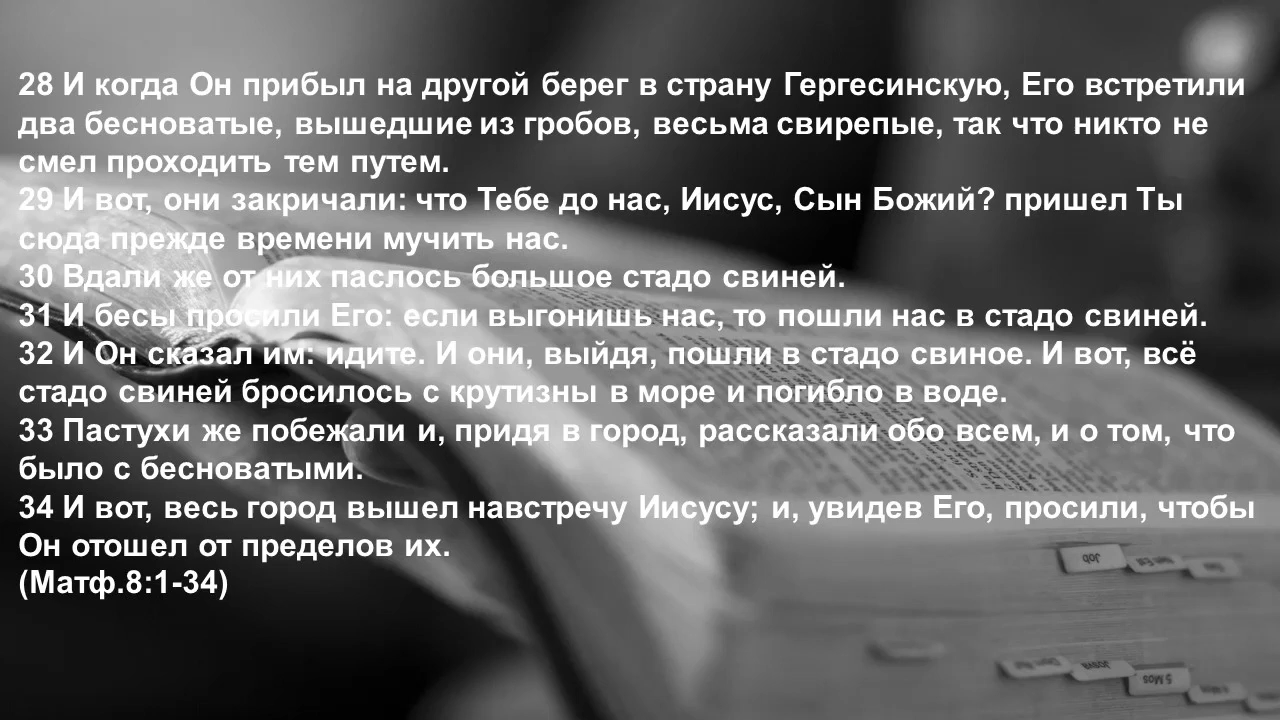 28 И когда Он прибыл на другой берег в страну Гергесинскую, Его встретили
два бесноватые, вышедшие из гробов, весьма свирепые, так что никто не
смел проходить тем путем.
29 И вот, они закричали: что Тебе до нас, Иисус, Сын Божий? пришел Ты
сюда прежде времени мучить нас.
30 Вдали же от них паслось большое стадо свиней.
31 И бесы просили Его: если выгонишь нас, то пошли нас в стадо свиней.
32 И Он сказал им: идите. И они, выйдя, пошли в стадо свиное. И вот, всё
стадо свиней бросилось с крутизны в море и погибло в воде.
33 Пастухи же побежали и, придя в город, рассказали обо всем, и о том, что
было с бесноватыми.
34 И вот, весь город вышел навстречу Иисусу; и, увидев Его, просили, чтобы
Он отошел от пределов их.
(Матф.8:1-34)
Job
Josva
5 Mos